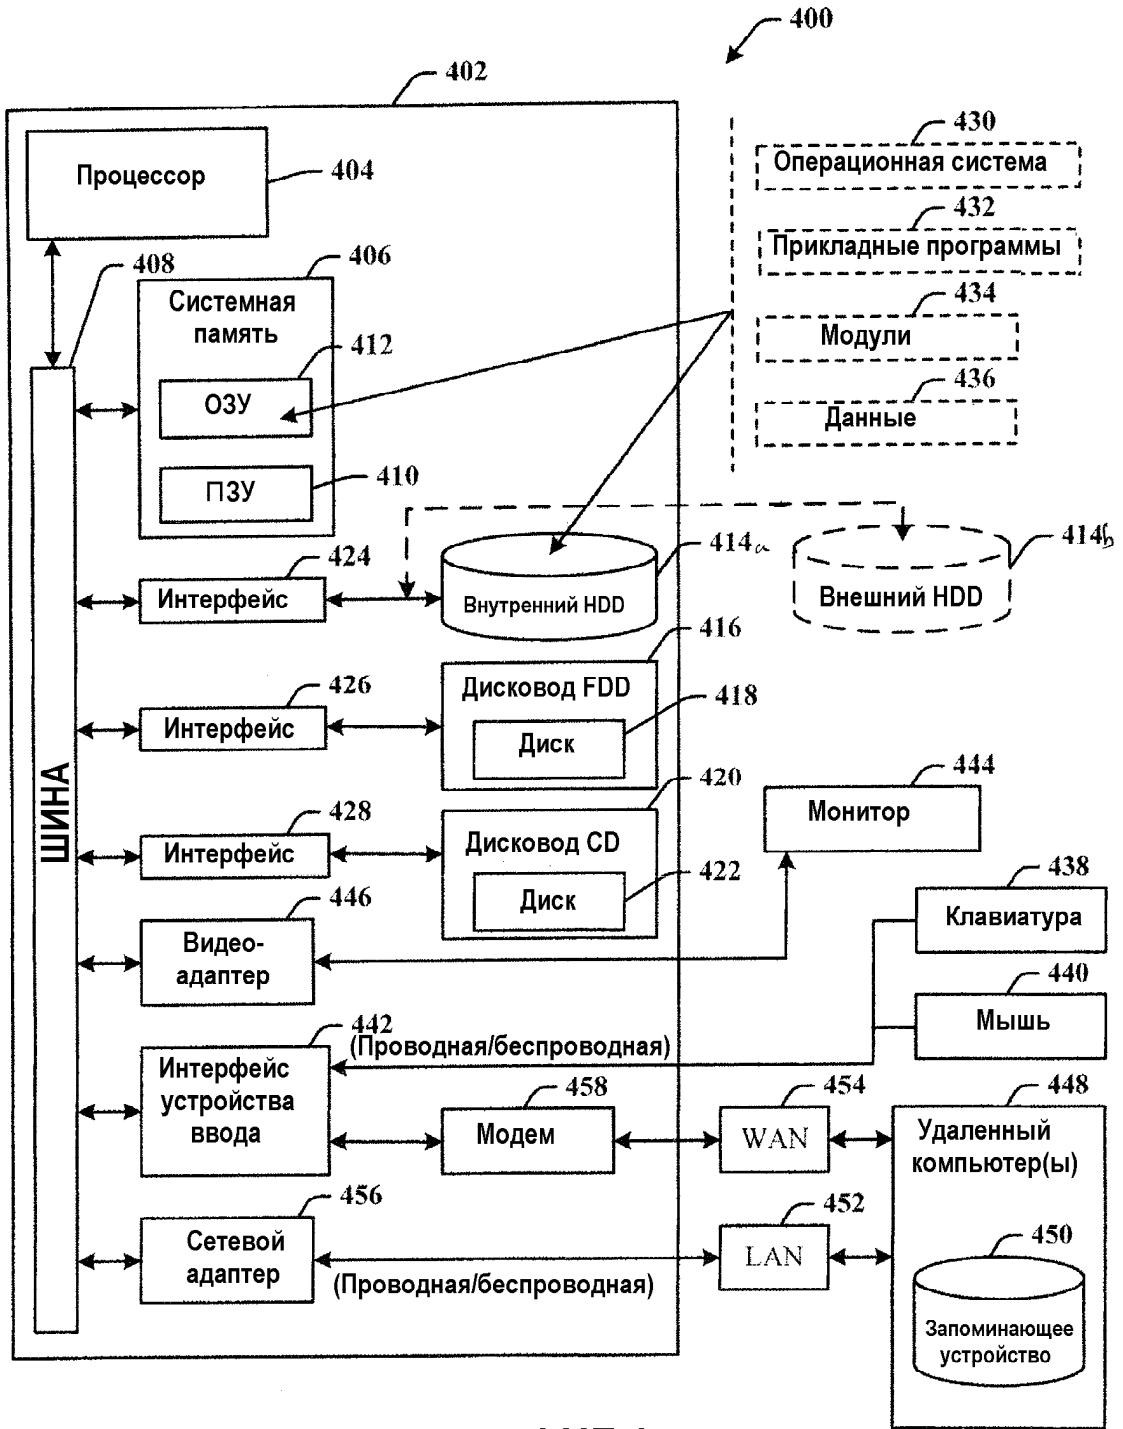 400
402
Процессор
404
430
Операционная система
432
Прикладные программы
434
Модули
436
Данные
408
406
Системная
память
412
ОЗУ
410
ПЗУ
424
Интерфейс
414a
Внутренний HDD
414b
Внешний HDD
416
Дисковод FDD
418
Диск
426
Интерфейс
ШИНА
420
Дисковод CD
422
Диск
428
Интерфейс
444
Монитор
446
Видео-
адаптер
438
Клавиатура
440
Мышь
442
(Проводная/беспроводная)
Интерфейс
устройства
ввода
458
Модем
454
WAN
448
Удаленный
компьютер(ы)
456
Сетевой
адаптер
(Проводная/беспроводная)
452
LAN
450
Запоминающее
устройство